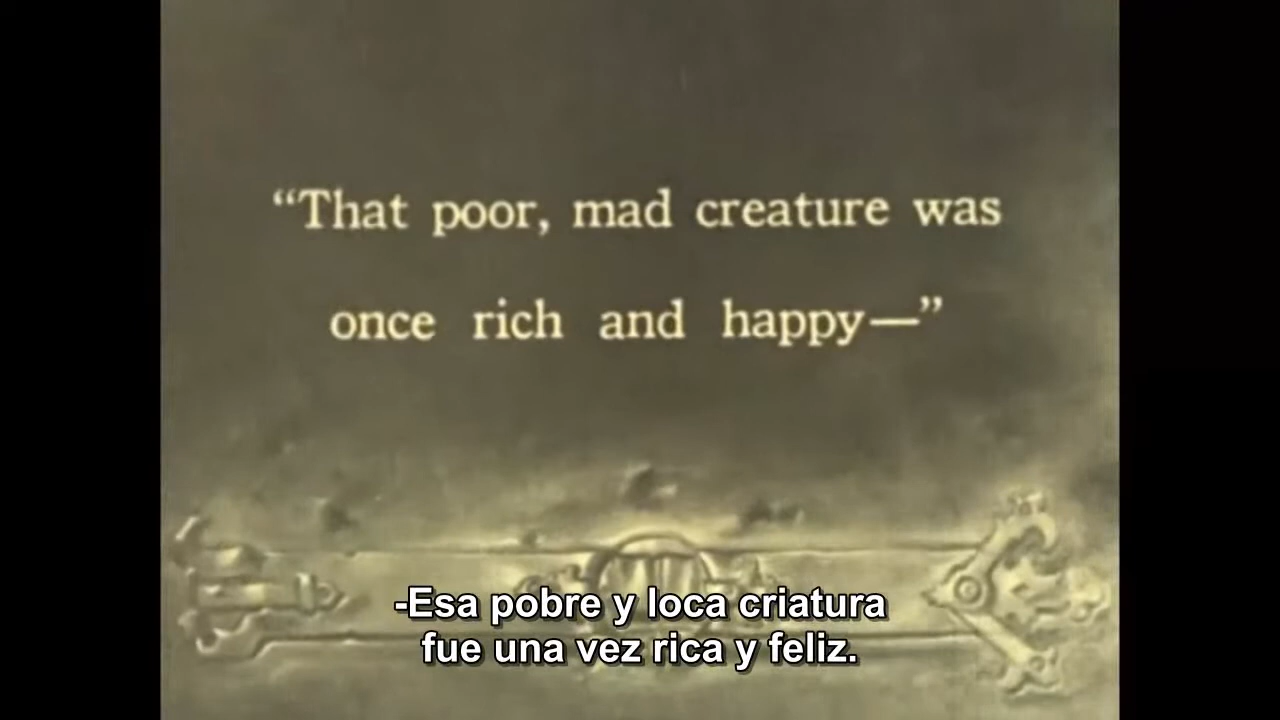 “That poor, mad creature was
once rich and happy—”
-Esa pobre y loca criatura
fue una vez rica y feliz.